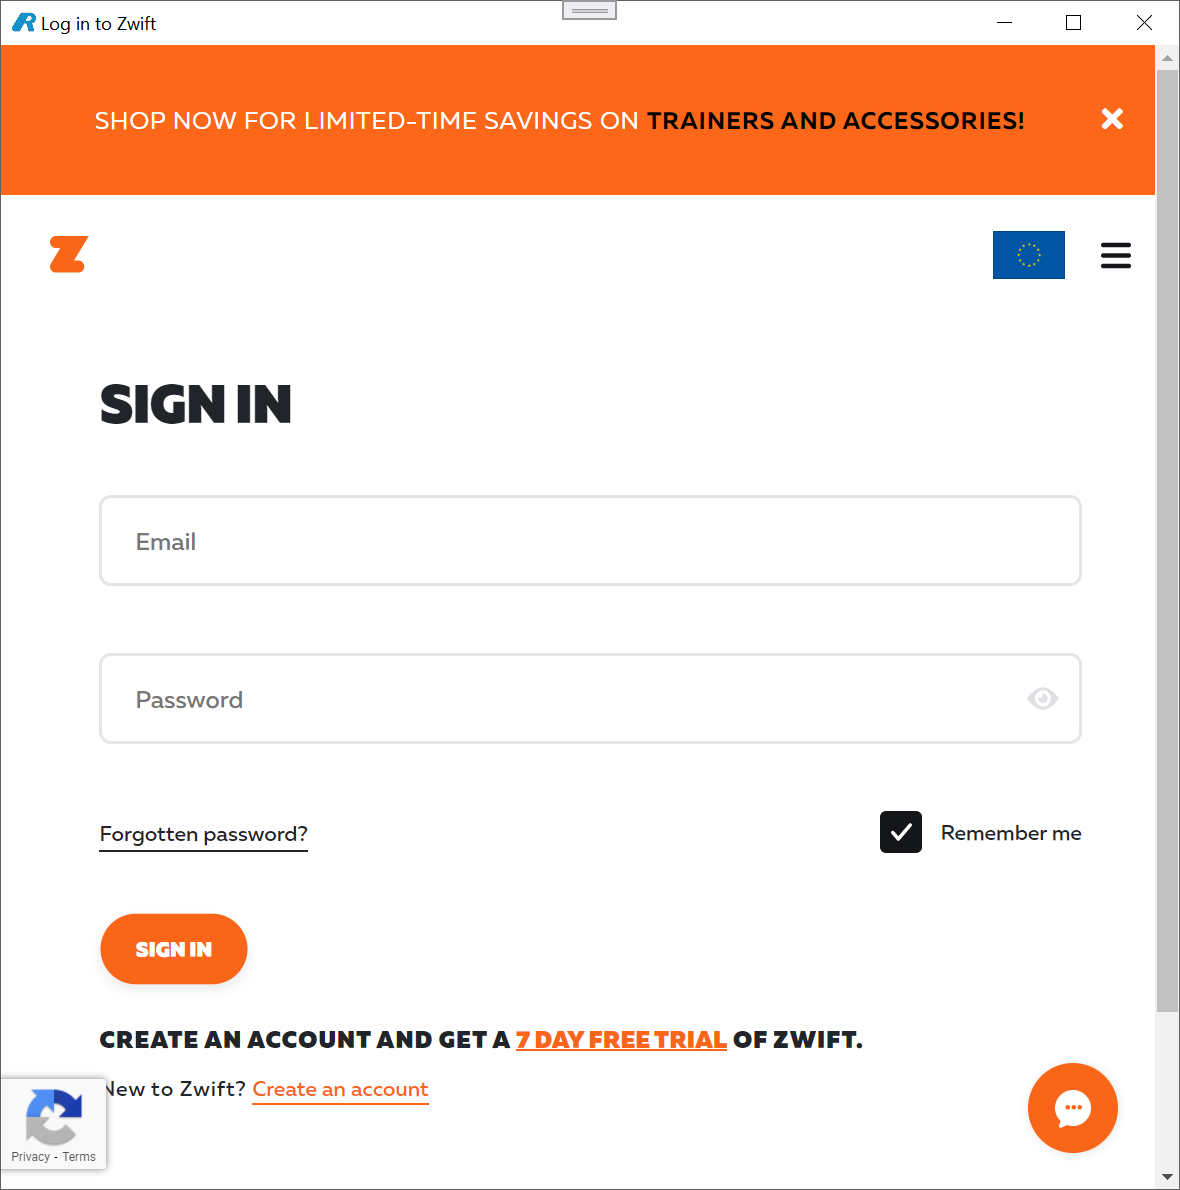 Log in to Zwift
SHOP NOW FOR LIMITED-TIME SAVINGS ON TRAINERS AND ACCESSORIES!
SIGN IN
Email
Password
Forgotten password?
Remember me
SIGN IN
CREATE AN ACCOUNT AND GET A 7 DAY FREE TRIAL OF ZWIFT.
New to Zwift? Create an account
Privacy - Terms